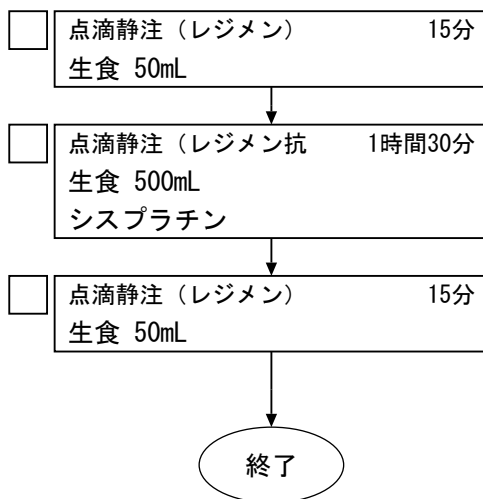 点滴静注（レジメン） 15分
生食 50mL
点滴静注（レジメン抗 1時間30分
生食 500mL
シスプラチン
点滴静注（レジメン） 15分
生食 50mL
終了